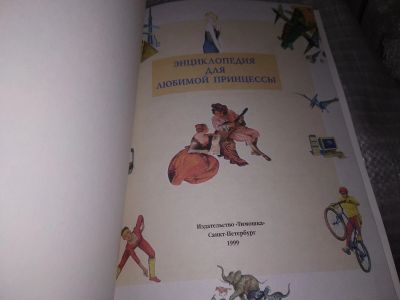 ЭНЦИКЛОПЕДИЯ
ДЛЯ
ЛЮБИМОЙ ПРИНЦЕССЫ
Издательство «Тимошка»
Санкт-Петербург
1999